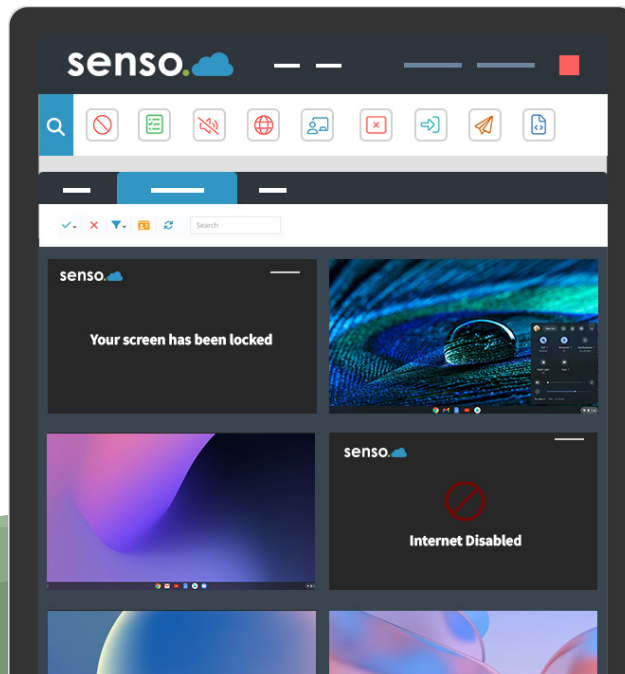 senso.
Search
senso.
Your screen has been locked
senso.
Internet Disabled